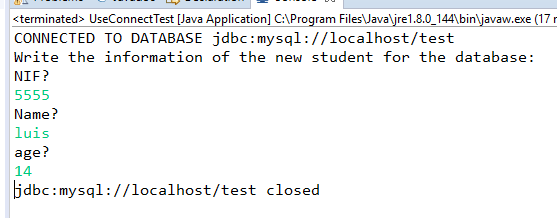 <terminated> UseConnectTest [Java Application] C:\Program Files\Java\jre1.8.0_144\bin\javaw.exe (17 n
CONNECTED TO DATABASE jdbc:mysql://localhost/test
Write the information of the new student for the database:
NIF?
5555
Name?
luis
age?
14
jdbc:mysql://localhost/test closed